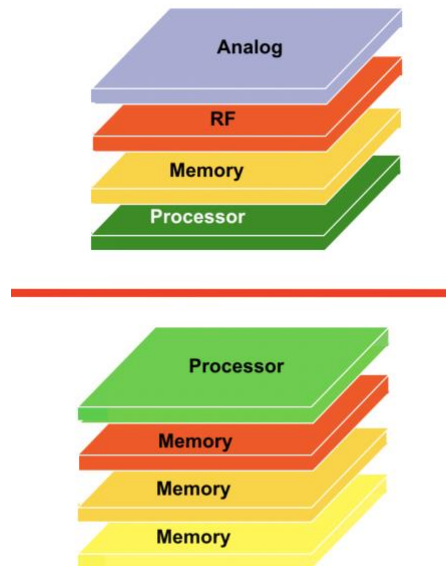 Analog
RF
Memory
Processor
Processor
Memory
Memory
Memory